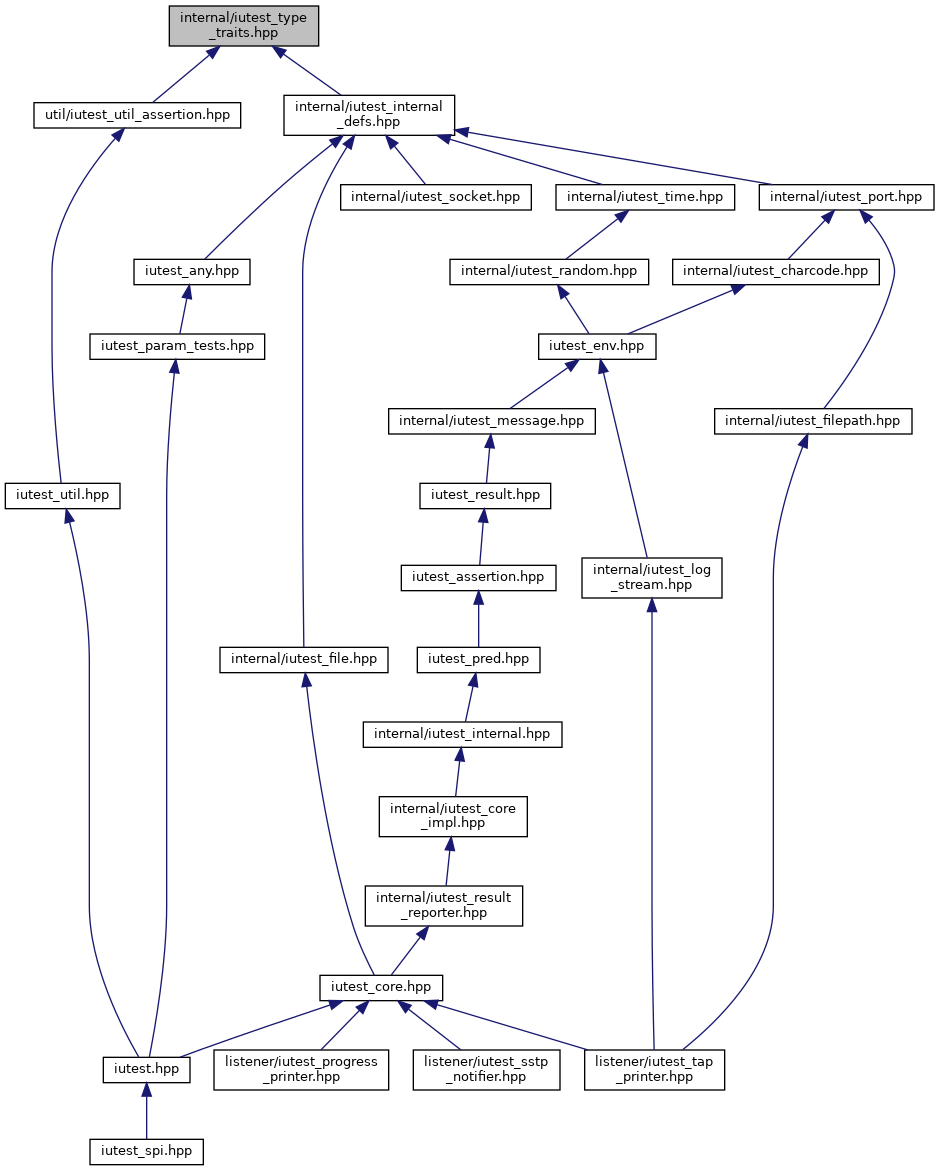 internal/iutest_type
_traits.hpp
util/iutest_util_assertion.hpp
internal/iutest_internal
_defs.hpp
internal/iutest_socket.hpp
internal/iutest_time.hpp
internal/iutest_port.hpp
iutest_any.hpp
internal/iutest_random.hpp
internal/iutest_charcode.hpp
iutest_param_tests.hpp
iutest_env.hpp
internal/iutest_message.hpp
internal/iutest_filepath.hpp
iutest_util.hpp
iutest_result.hpp
iutest_assertion.hpp
internal/iutest_log
_stream.hpp
internal/iutest_file.hpp
iutest_pred.hpp
internal/iutest_internal.hpp
internal/iutest_core
_impl.hpp
internal/iutest_result
_reporter.hpp
iutest_core.hpp
iutest.hpp
listener/iutest_progress
_printer.hpp
listener/iutest_sstp
_notifier.hpp
listener/iutest_tap
_printer.hpp
iutest_spi.hpp